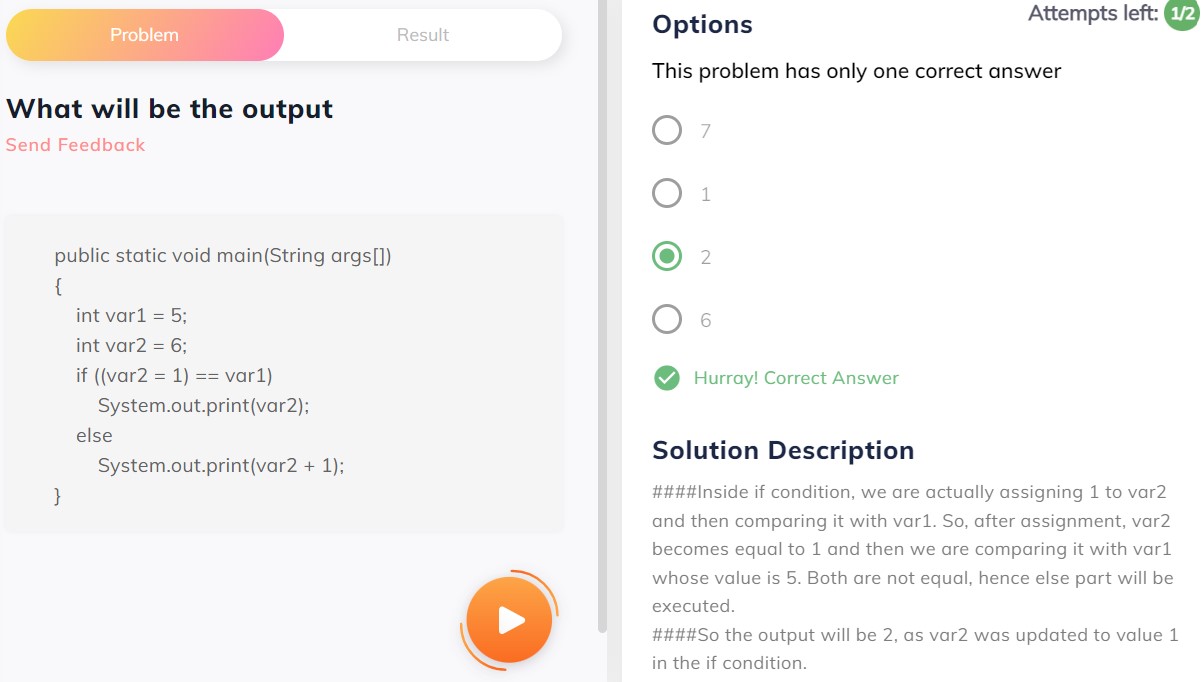 Problem
Result
What will be the output
Send Feedback
public static void main(String args[])
{
int var1 = 5;
int var2 = 6;
if ((var2 = 1) == var1)
System.out.print(var2);
else
System.out.print(var2 + 1);
}
Attempts left: 1/2
Options
This problem has only one correct answer
7
1
2
6
Hurray! Correct Answer
Solution Description
####Inside if condition, we are actually assigning 1 to var2
and then comparing it with var1. So, after assignment, var2
becomes equal to 1 and then we are comparing it with var1
whose value is 5. Both are not equal, hence else part will be
executed.
####So the output will be 2, as var2 was updated to value 1
in the if condition.